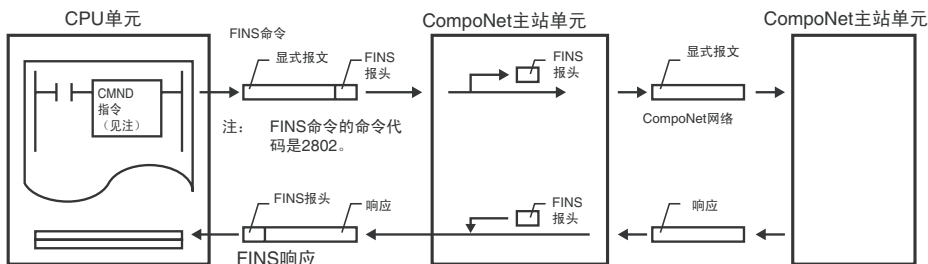 CPU单元
CompoNet主站单元
CompoNet主站单元
FINS命令
显式报文
FINS
报头
FINS
报头
显式报文
CMND
指令
（见注）
注： FINS命令的命令代
码是2802。
CompoNet网络
FINS报头
响应
FINS
报头
响应
FINS响应